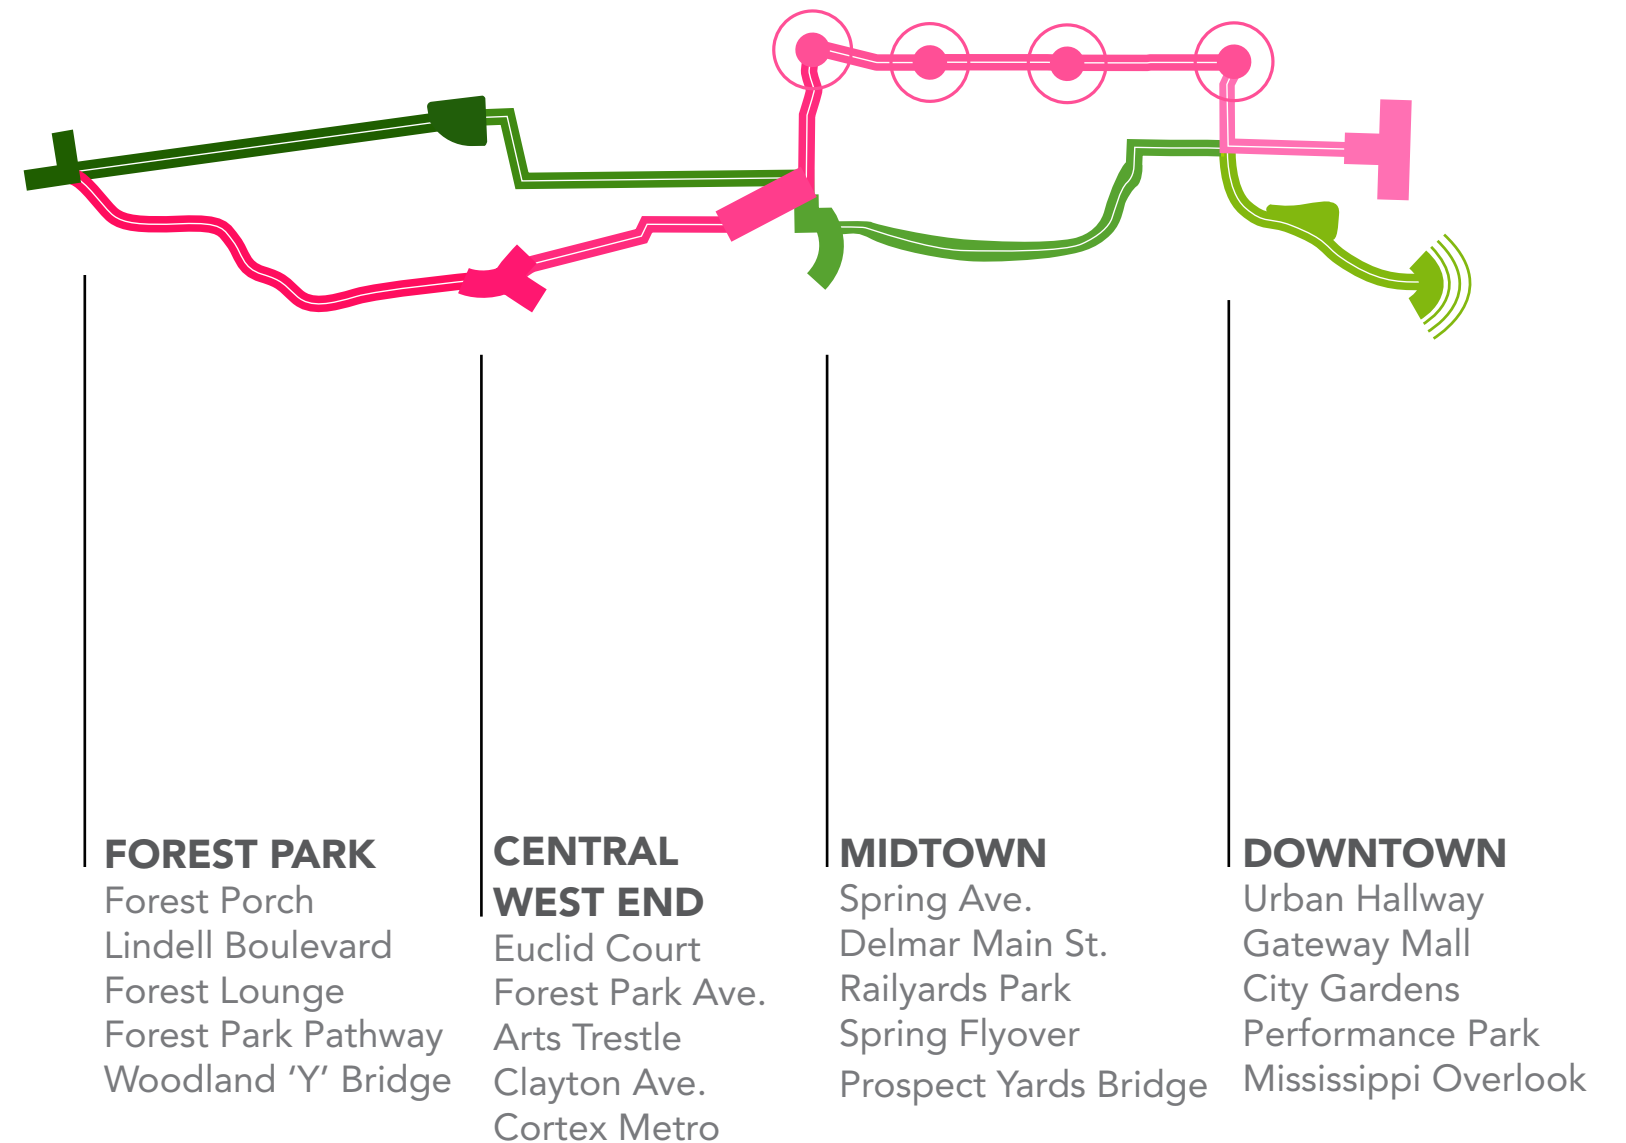 FOREST PARK
Forest Porch
Lindell Boulevard
Forest Lounge
Forest Park Pathway
Woodland ‘Y’ Bridge
CENTRAL
WEST END
Euclid Court
Forest Park Ave.
Arts Trestle
Clayton Ave.
Cortex Metro
MIDTOWN
Spring Ave.
Delmar Main St.
Railyards Park
Spring Flyover
Prospect Yards Bridge
DOWNTOWN
Urban Hallway
Gateway Mall
City Gardens
Performance Park
Mississippi Overlook